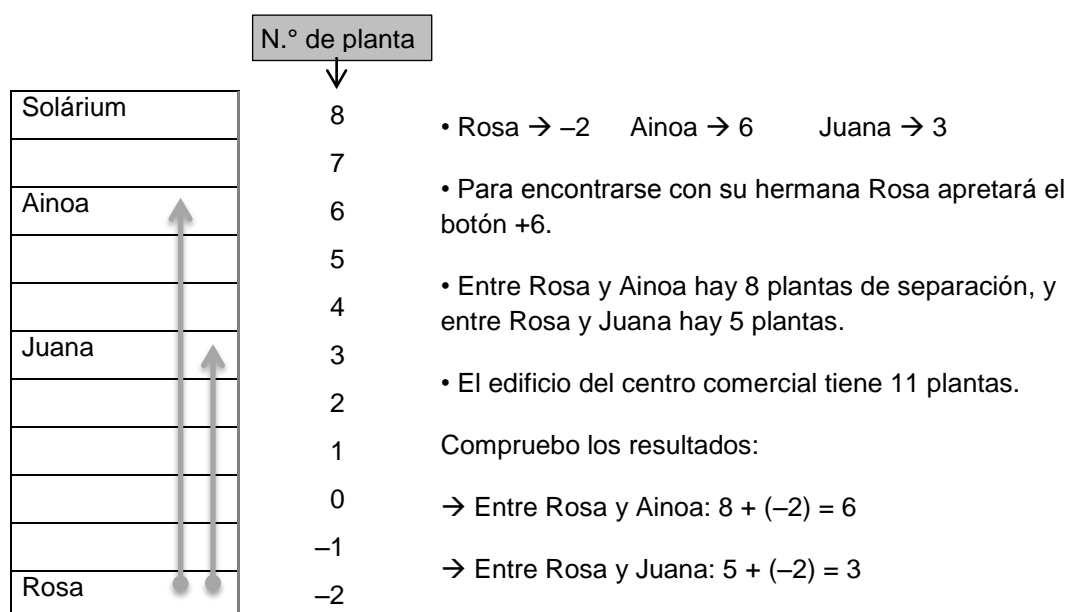 N.° de planta
Solárium
8
7
Ainoa
6
5
4
Juana
3
2
1
0
–1
Rosa
–2
• Rosa → –2 Ainoa → 6 Juana → 3
• Para encontrarse con su hermana Rosa apretará el
botón +6.
• Entre Rosa y Ainoa hay 8 plantas de separación, y
entre Rosa y Juana hay 5 plantas.
• El edificio del centro comercial tiene 11 plantas.
Compruebo los resultados:
→ Entre Rosa y Ainoa: 8 + (–2) = 6
→ Entre Rosa y Juana: 5 + (–2) = 3